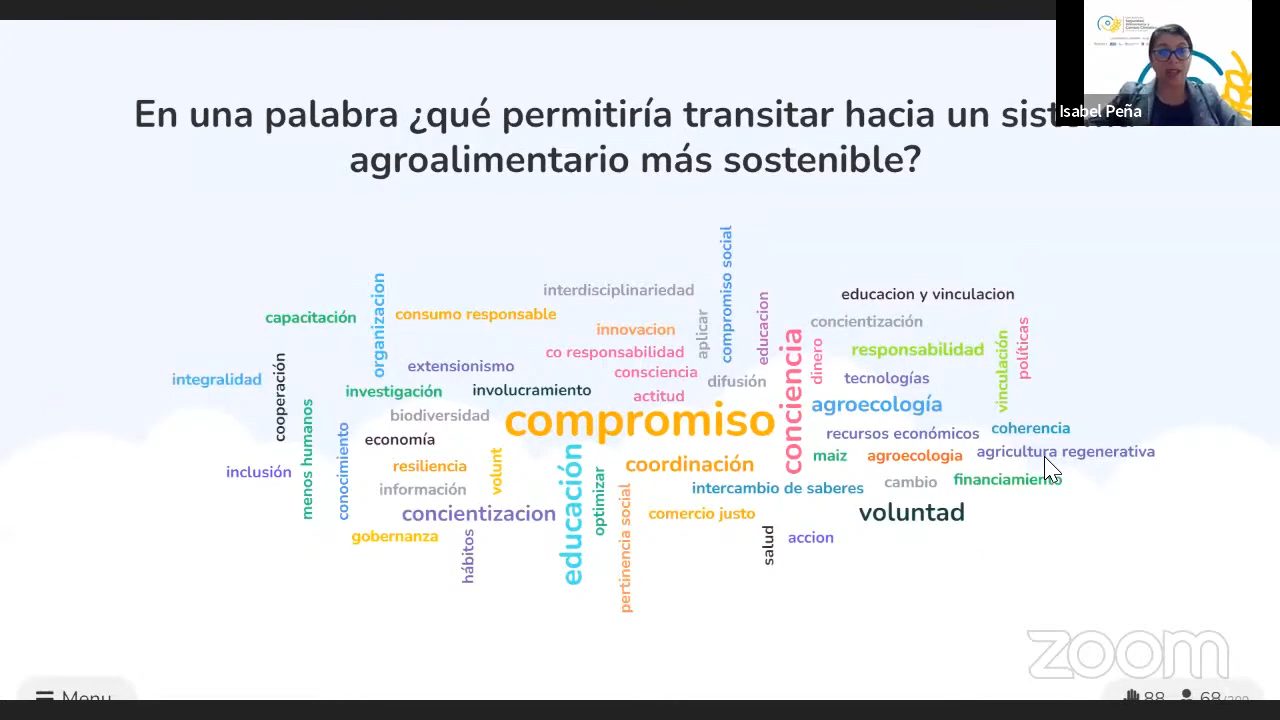 Isabel Peña
En una palabra ¿qué permitiría transitar hacia un
agroalimentario más sostenible?
compromiso social
interdisciplinariedad
educacion y vinculacion
organizacion
capacitación
consumo responsable
innovacion
aplicar
educacion
concientización
co responsabilidad
conciencia
dinero
responsabilidad
vinculación
políticas
extensionismo
consciencia
difusión
tecnologías
integralidad
cooperación
investigación
involucramiento
actitud
agroecología
biodiversidad
compromiso
recursos económicos
coherencia
menos humanos
conocimiento
economía
maiz
agroecologia
agricultura regenerativa
inclusión
resiliencia
volunt
coordinación
información
educación
optimizar
intercambio de saberes
cambio
financiamiento
concientizacion
pertinencia social
comercio justo
voluntad
gobernanza
hábitos
salud
accion
zoom
Menu
88
68